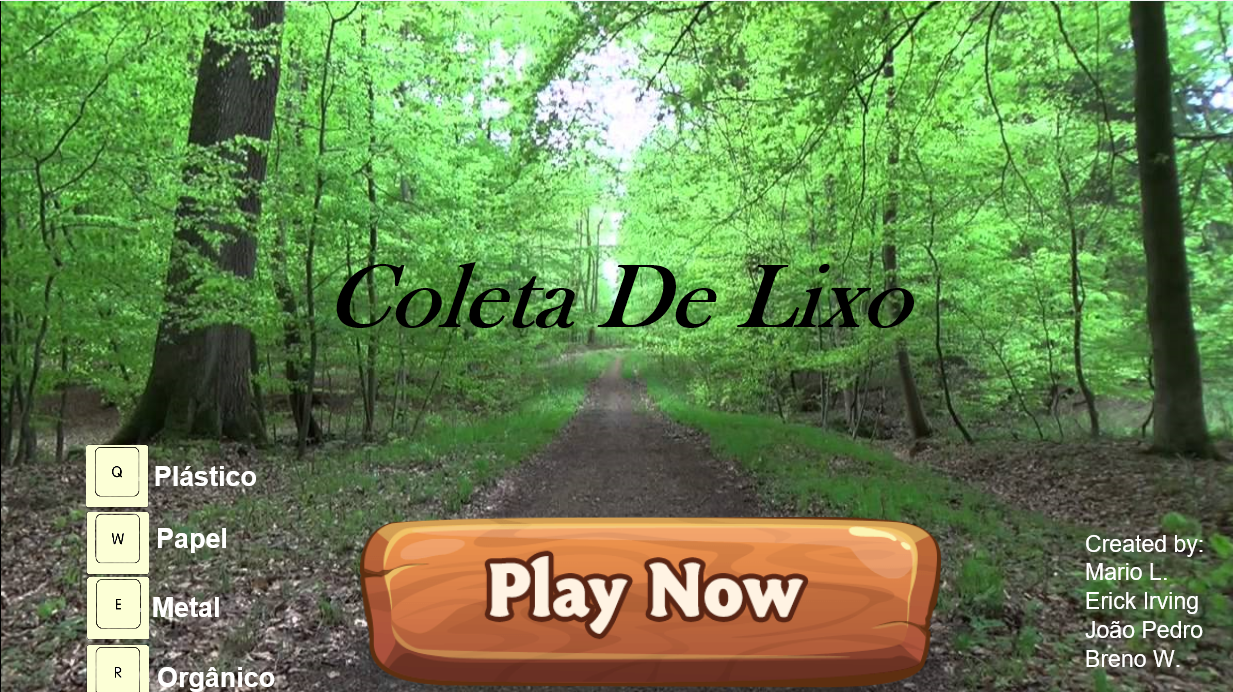 Coleta De Lixo
Q Plástico
W Papel
E Metal
R Orgânico
Play Now
Created by:
Mario L.
Erick Irving
João Pedro
Breno W.